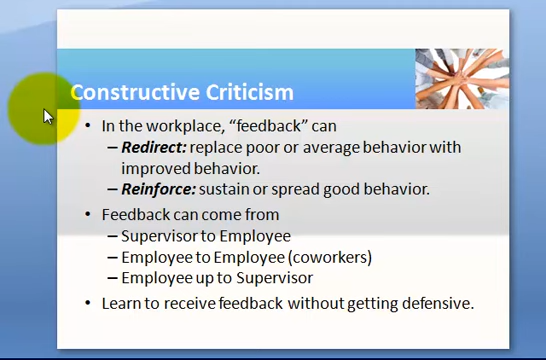 Constructive Criticism
• In the workplace, “feedback” can
– Redirect: replace poor or average behavior with
improved behavior.
– Reinforce: sustain or spread good behavior.
• Feedback can come from
– Supervisor to Employee
– Employee to Employee (coworkers)
– Employee up to Supervisor
• Learn to receive feedback without getting defensive.